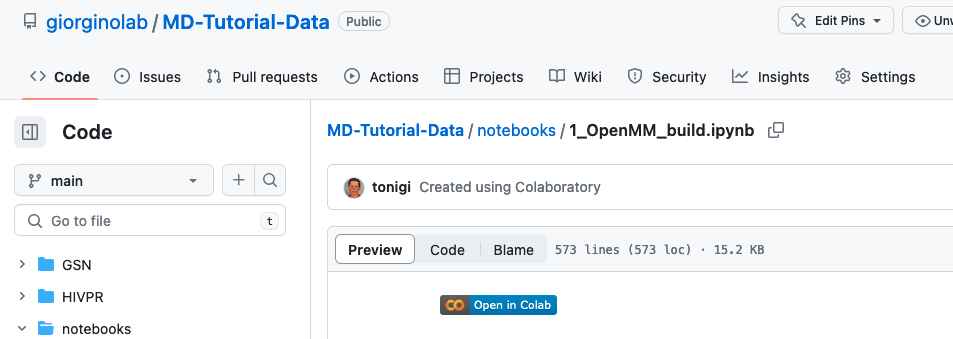 giorginolab / MD-Tutorial-Data Public Edit Pins
<> Code Issues Pull requests Actions Projects Wiki Security Insights Settings
Code
main
Go to file t
GSN
HIVPR
notebooks
MD-Tutorial-Data / notebooks / 1_OpenMM_build.ipynb
tonigi Created using Colaboratory
Preview Code Blame 573 lines (573 loc) · 15.2 KB
Open in Colab